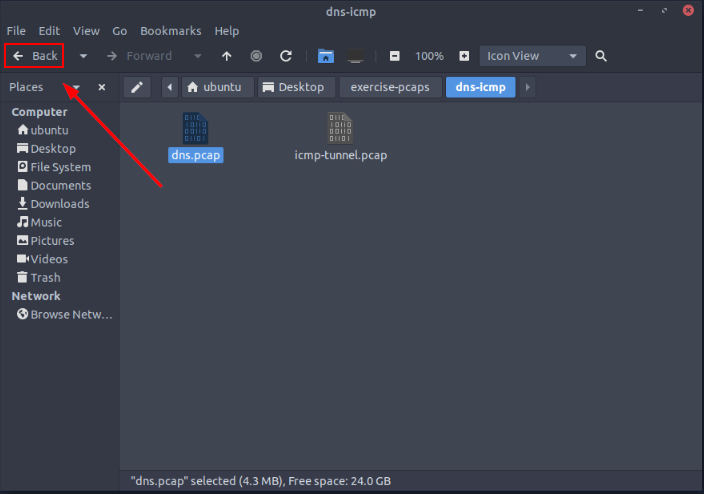 dns-icmp
File Edit View Go Bookmarks Help
Back Forward 100% Icon View
Places ubuntu Desktop exercise-pcaps dns-icmp
Computer
ubuntu
Desktop
File System
Documents
Downloads
Music
Pictures
Videos
Trash
Network
Browse Netw...
dns.pcap icmp-tunnel.pcap
"dns.pcap" selected (4.3 MB), Free space: 24.0 GB